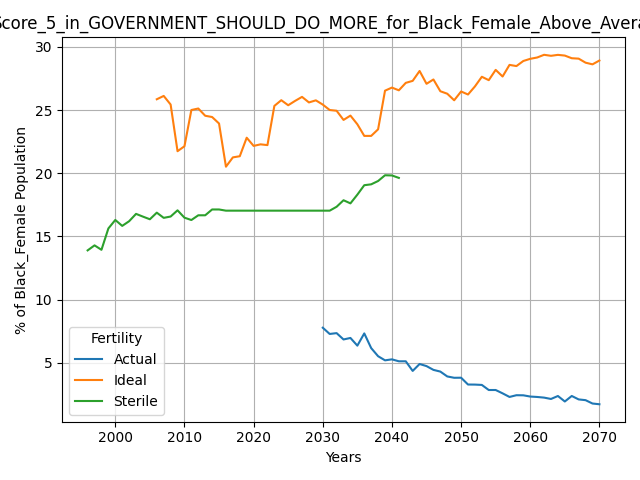 Score_5_in_GOVERNMENT_SHOULD_DO_MORE_for_Black_Female_Above_Avera
30
25
20
15
10
5
% of Black_Female Population
Fertility
Actual
Ideal
Sterile
2000 2010 2020 2030 2040 2050 2060 2070
Years